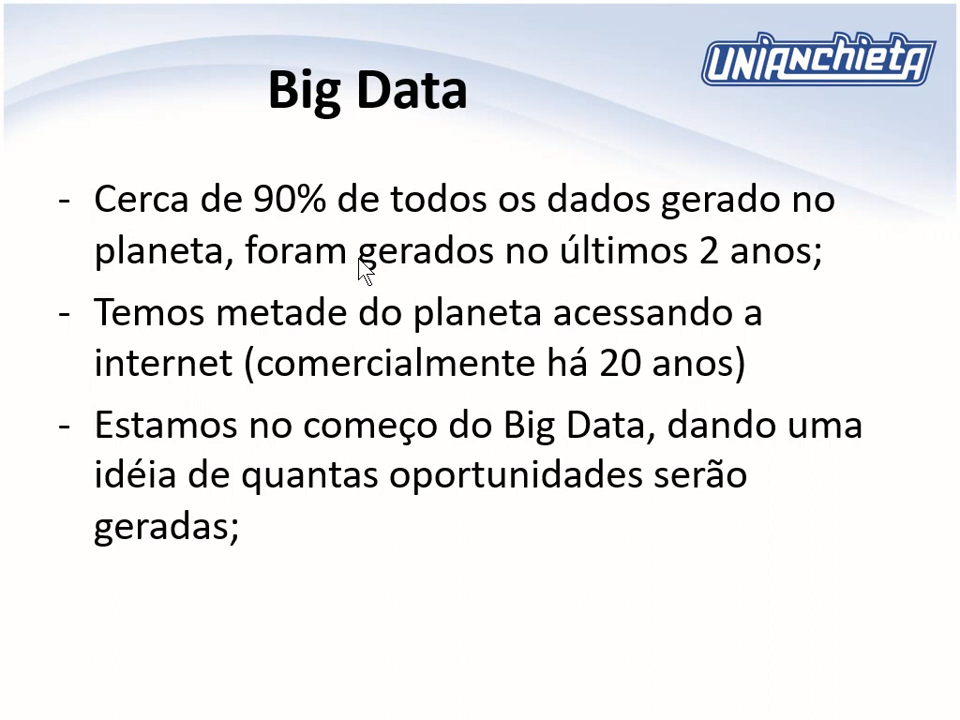 UNIANCHIETA
Big Data
- Cerca de 90% de todos os dados gerado no
planeta, foram gerados no últimos 2 anos;
- Temos metade do planeta acessando a
internet (comercialmente há 20 anos)
- Estamos no começo do Big Data, dando uma
idéia de quantas oportunidades serão
geradas;